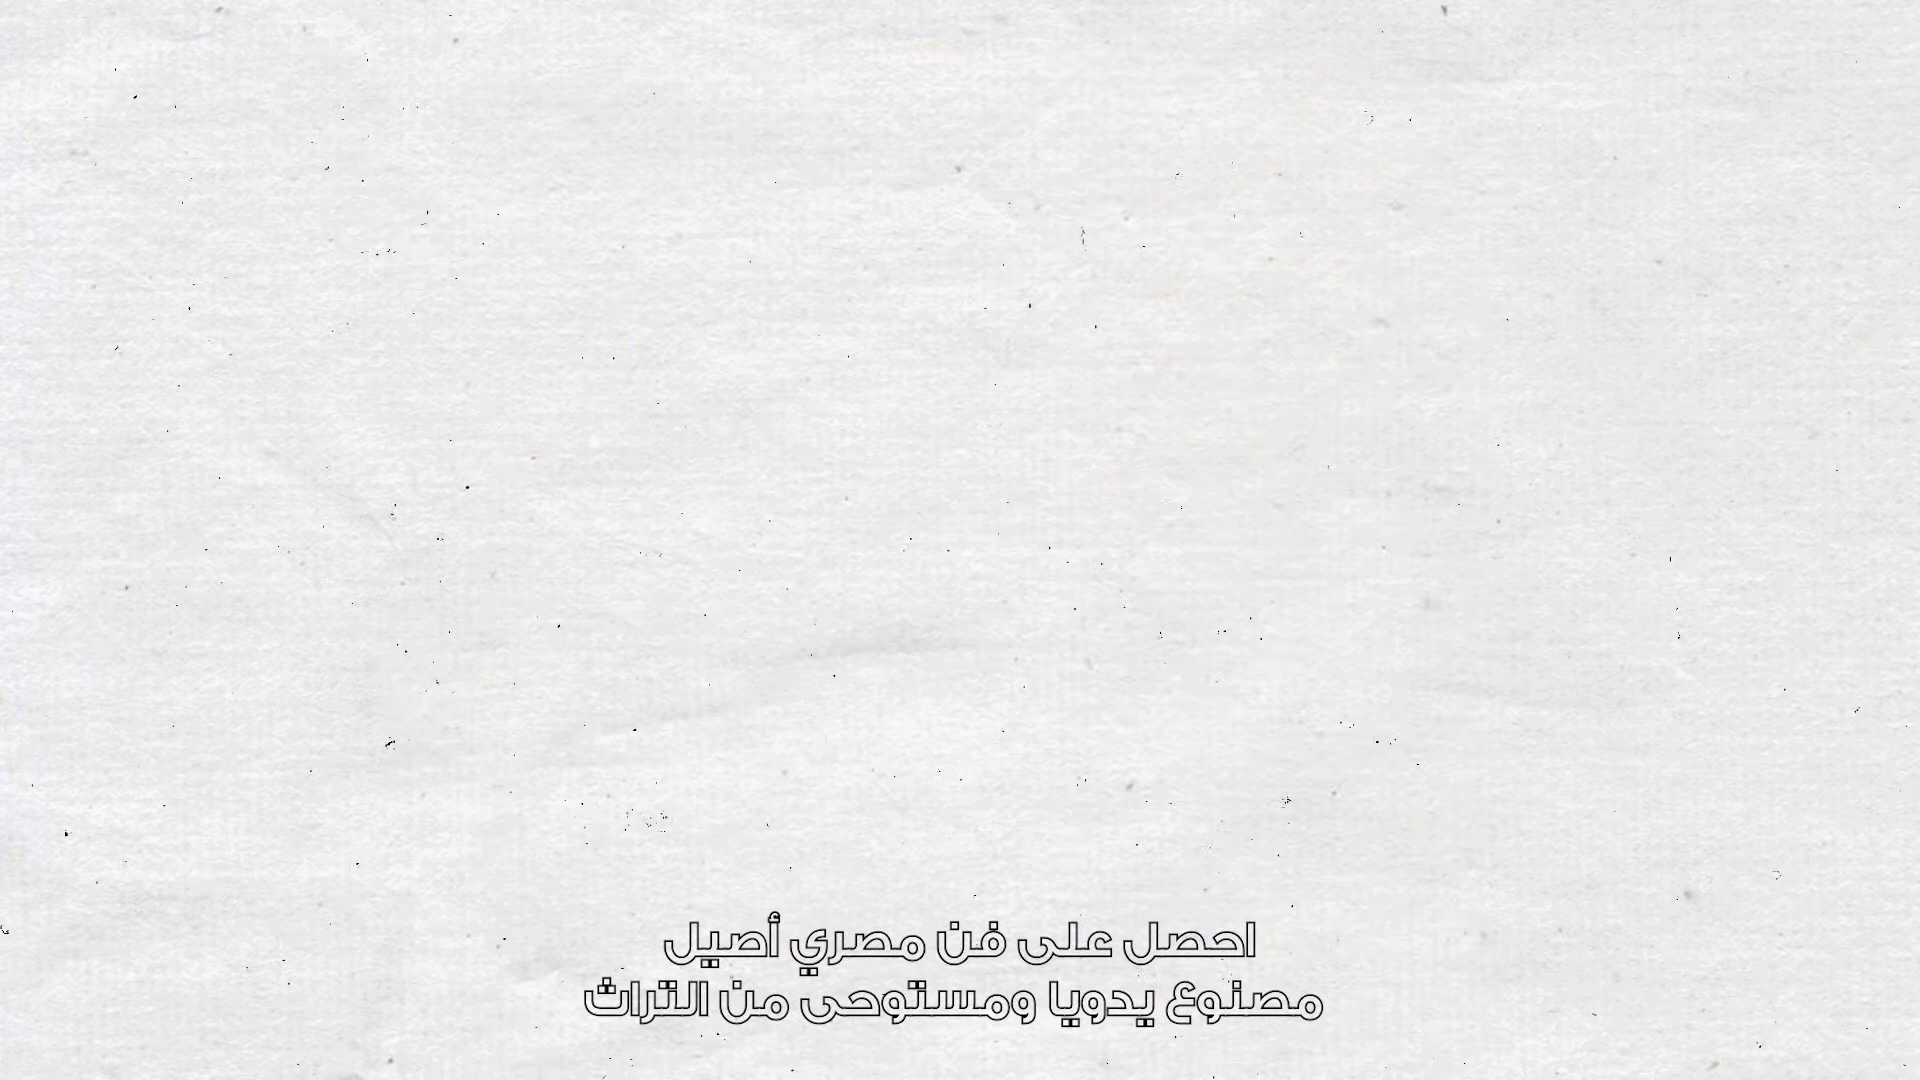 احصل على فن مصري أصيل
مصنوع يدويا ومستوحى من التراث